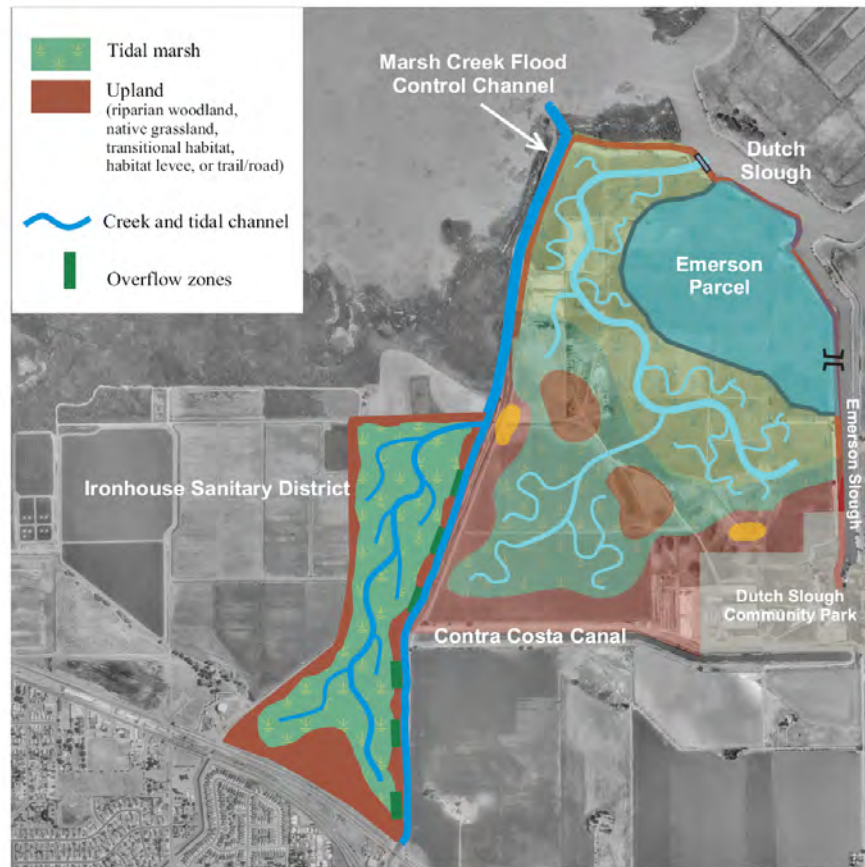 Tidal marsh
Upland
(riparian woodland,
native grassland,
transitional habitat,
habitat levee, or trail/road)
Creek and tidal channel
Overflow zones
Marsh Creek Flood
Control Channel
Dutch
Slough
Emerson
Parcel
Emerson Slough
Ironhouse Sanitary District
Dutch Slough
Community Park
Contra Costa Canal